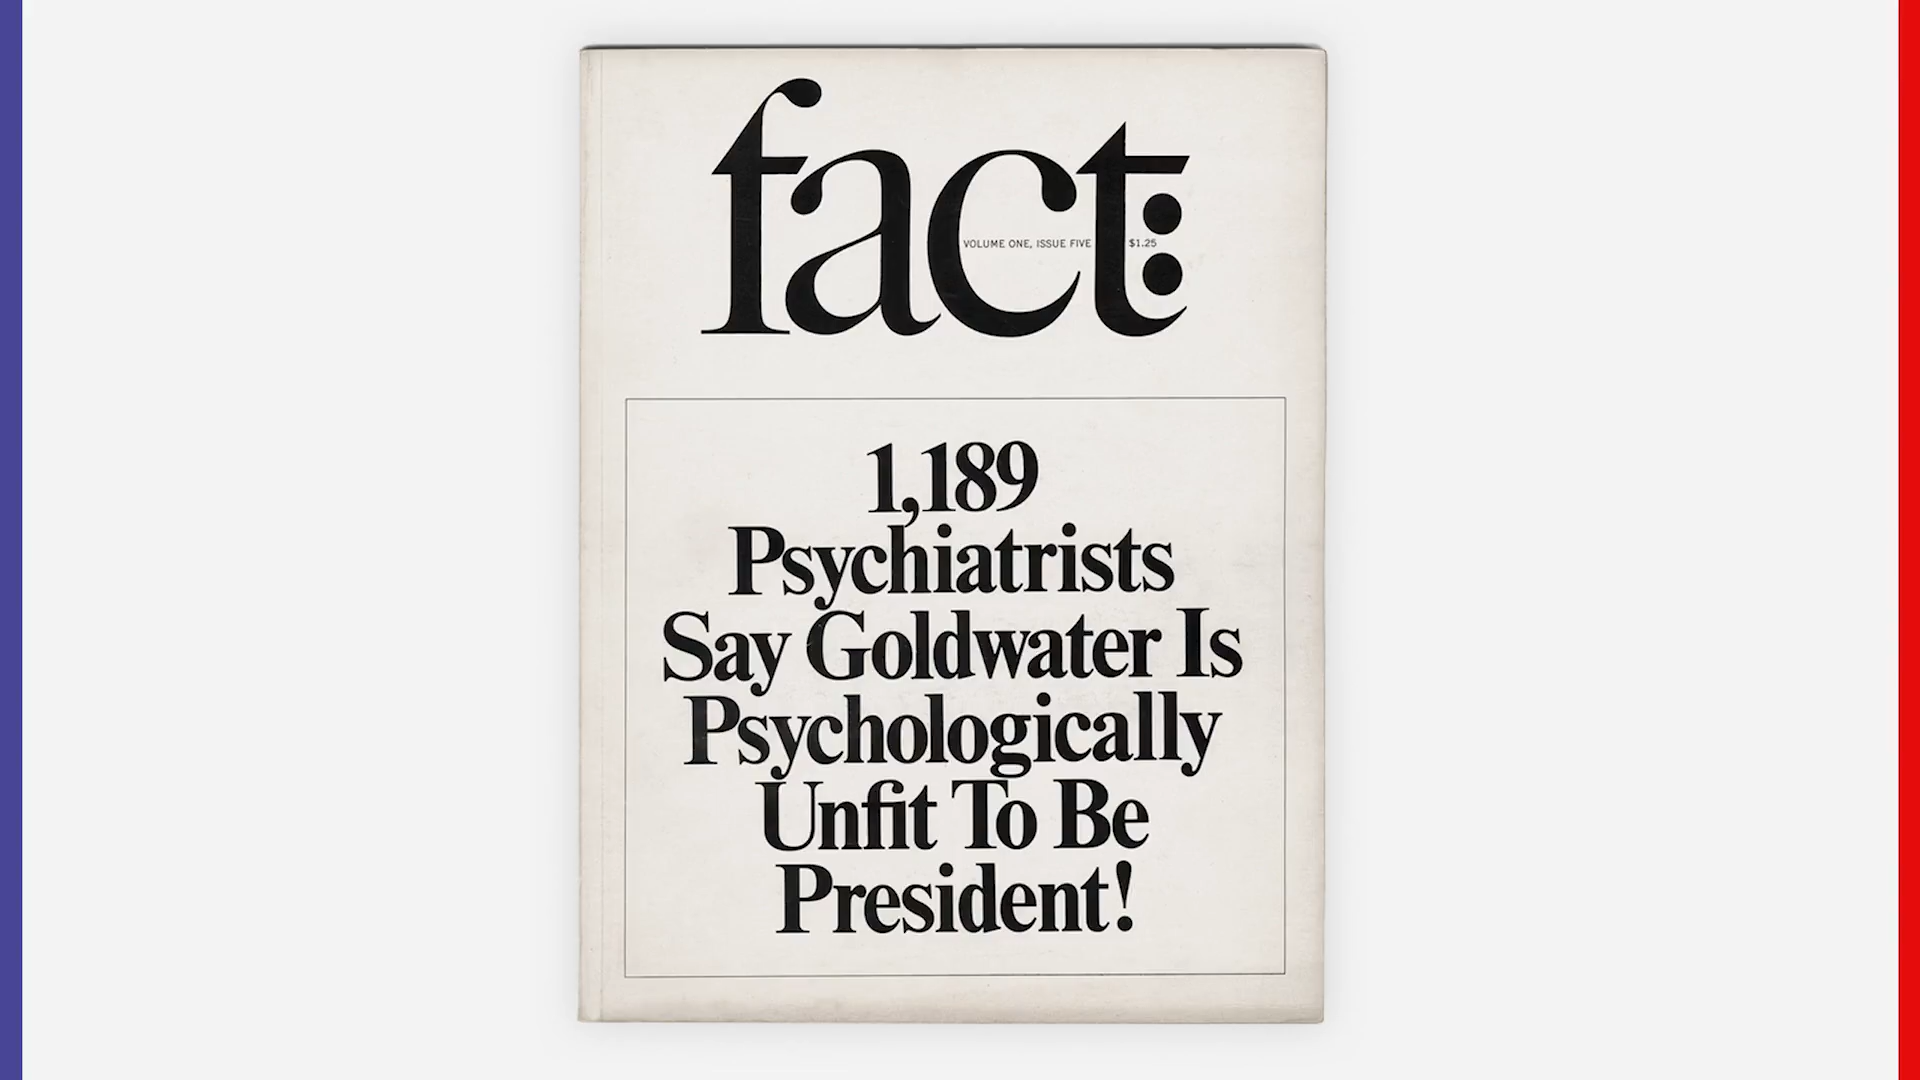 fact:
VOLUME ONE, ISSUE FIVE $1.25
1,189
Psychiatrists
Say Goldwater Is
Psychologically
Unfit To Be
President!